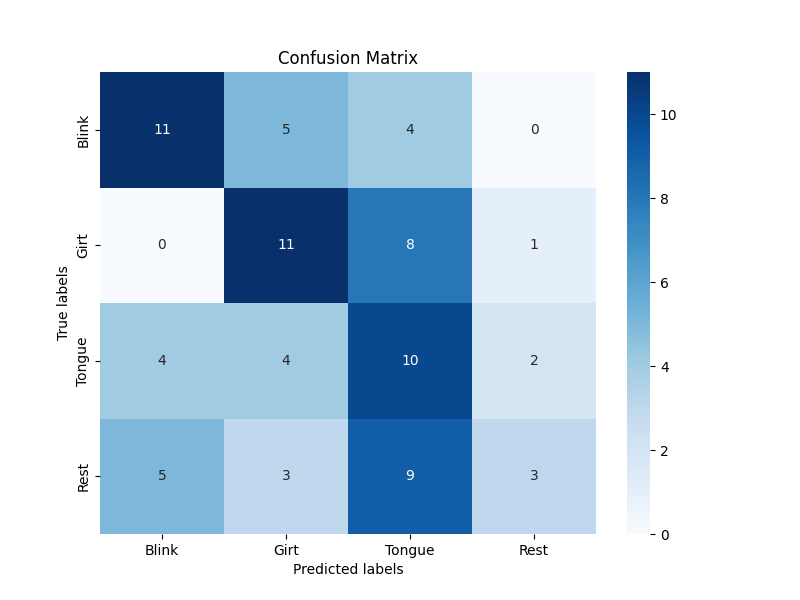 Confusion Matrix
True labels
Blink 11 5 4 0
Girt 0 11 8 1
Tongue 4 4 10 2
Rest 5 3 9 3
Blink Girt Tongue Rest
Predicted labels
10
8
6
4
2
0